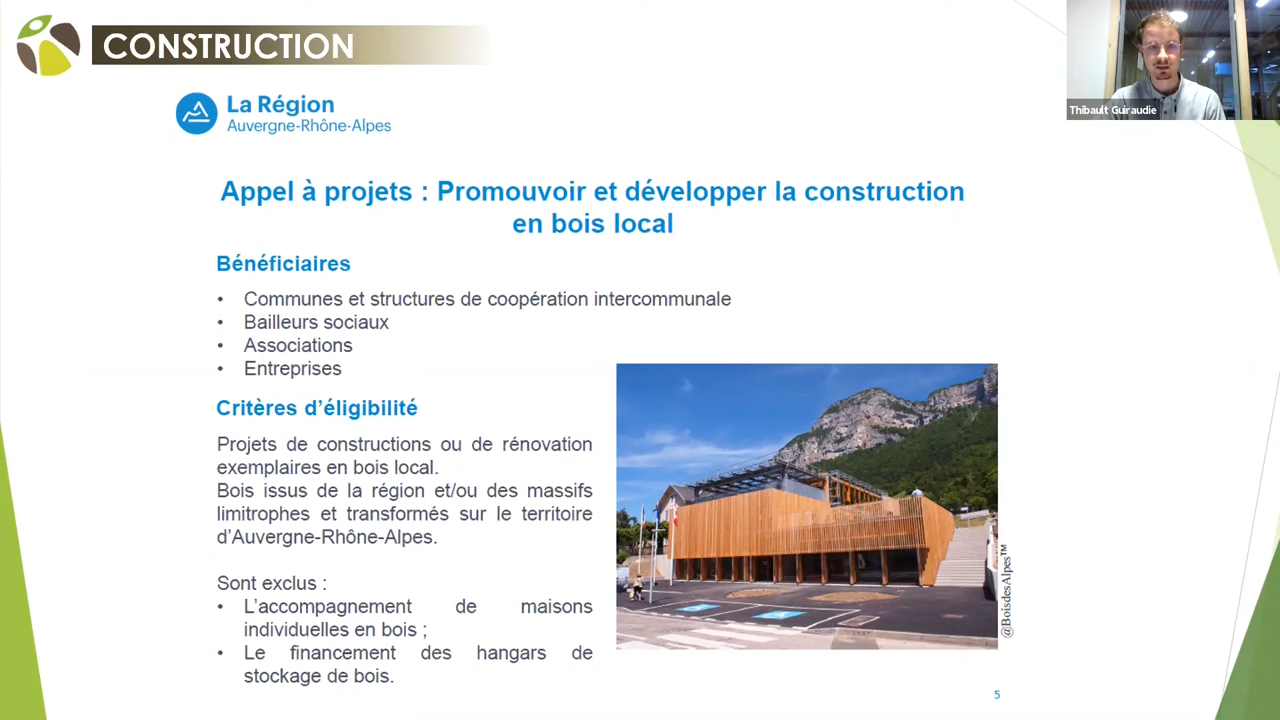 CONSTRUCTION
Thibault Guiraudie
La Région
Auvergne-Rhône-Alpes
Appel à projets : Promouvoir et développer la construction
en bois local
Bénéficiaires
• Communes et structures de coopération intercommunale
• Bailleurs sociaux
• Associations
• Entreprises
Critères d’éligibilité
Projets de constructions ou de rénovation
exemplaires en bois local.
Bois issus de la région et/ou des massifs
limitrophes et transformés sur le territoire
d’Auvergne-Rhône-Alpes.
Sont exclus :
• L’accompagnement de maisons
individuelles en bois ;
• Le financement des hangars de
stockage de bois.
@BoisdesAlpes™
5